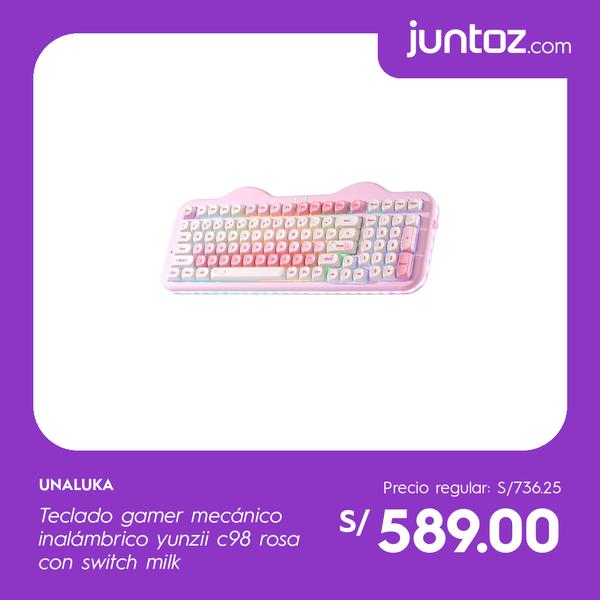 juntoz.com
UNALUKA
Teclado gamer mecánico
inalámbrico yunzii c98 rosa
con switch milk
Precio regular: S/736.25
S/ 589.00